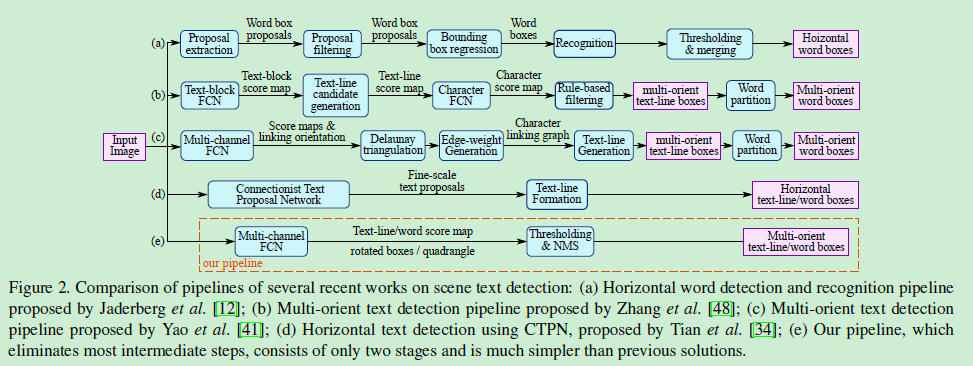 Word box proposals
Word box proposals
Word boxes
(a) Proposal extraction
Proposal filtering
Bounding box regression
Recognition
Thresholding & merging
Hoizontal word boxes
Text-block score map
Text-line score map
Character score map
(b) Text-block FCN
Text-line candidate generation
Character FCN
Rule-based filtering
multi-orient text-line boxes
Word partition
Multi-orient word boxes
Input Image
Score maps & linking orientation
Character linking graph
(c) Multi-channel FCN
Delaunay triangulation
Edge-weight Generation
Text-line Generation
multi-orient text-line boxes
Word partition
Multi-orient word boxes
Fine-scale text proposals
(d) Connectionist Text Proposal Network
Text-line Formation
Horizontal text-line/word boxes
(e) Multi-channel FCN
Text-line/word score map
rotated boxes / quadrangle
Thresholding & NMS
Multi-orient text-line/word boxes
our pipeline
Figure 2. Comparison of pipelines of several recent works on scene text detection: (a) Horizontal word detection and recognition pipeline
proposed by Jaderberg et al. [12]; (b) Multi-orient text detection pipeline proposed by Zhang et al. [48]; (c) Multi-orient text detection
pipeline proposed by Yao et al. [41]; (d) Horizontal text detection using CTPN, proposed by Tian et al. [34]; (e) Our pipeline, which
eliminates most intermediate steps, consists of only two stages and is much simpler than previous solutions.